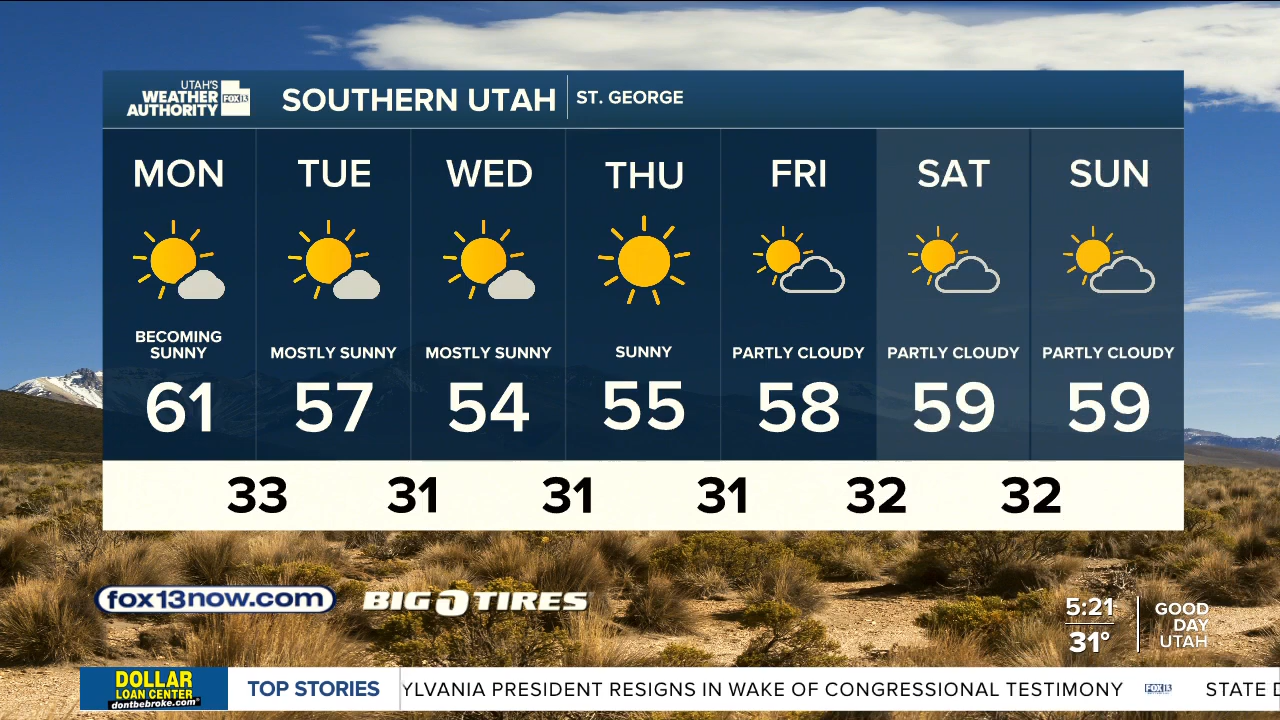 UTAH'S
WEATHER
AUTHORITY
FOX 13
SOUTHERN UTAH
ST. GEORGE
MON TUE WED THU FRI SAT SUN
BECOMING
SUNNY
MOSTLY SUNNY MOSTLY SUNNY SUNNY PARTLY CLOUDY PARTLY CLOUDY PARTLY CLOUDY
61 57 54 55 58 59 59
33 31 31 31 32 32
fox13now.com
BIG O TIRES
5:21
31°
GOOD
DAY
UTAH
DOLLAR
LOAN CENTER
dontbebroke.com
TOP STORIES
YLVANIA PRESIDENT RESIGNS IN WAKE OF CONGRESSIONAL TESTIMONY
FOX 13
STATE